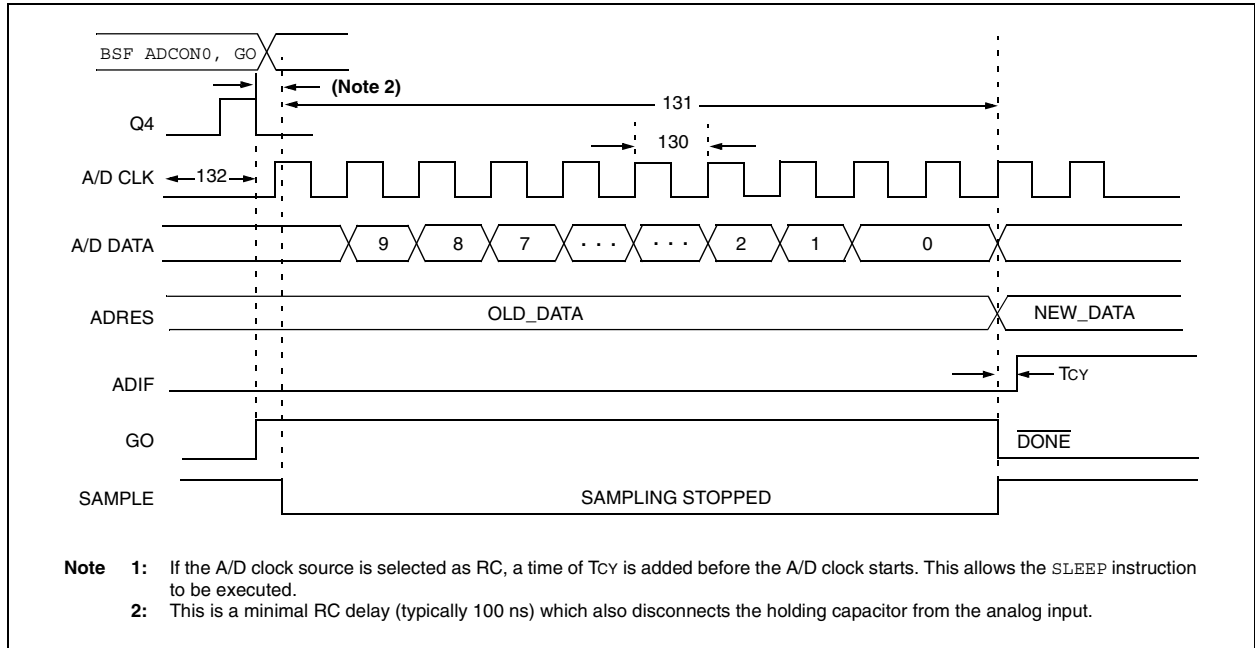 BSF ADCON0, GO
(Note 2)
131
Q4
130
A/D CLK
132
A/D DATA
9 8 7 . . . . . . 2 1 0
ADRES
OLD_DATA
NEW_DATA
ADIF
TCY
GO
DONE
SAMPLE
SAMPLING STOPPED
Note 1: If the A/D clock source is selected as RC, a time of TCY is added before the A/D clock starts. This allows the SLEEP instruction
to be executed.
2: This is a minimal RC delay (typically 100 ns) which also disconnects the holding capacitor from the analog input.